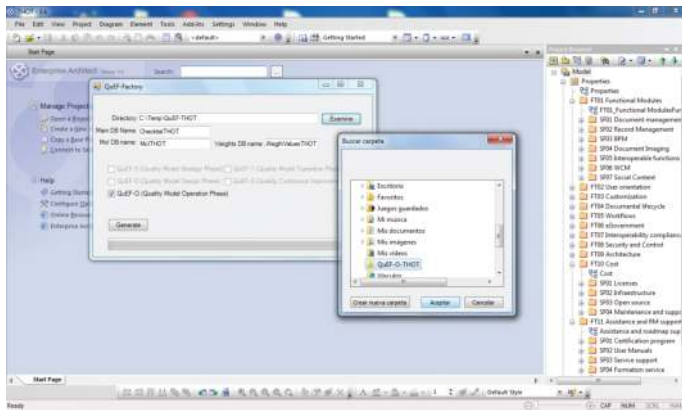 File Edit View Project Diagram Element Tools Add-Ins Settings Window Help
<default>
Getting Started
Start Page
Enterprise Architect
Search:
Manage Project
Help
QuEF-Factory
Directory: C:\Temp\QuEF-THOT
Examine
Main DB Name: ChecklistTHOT
Mol DB name: MolTHOT
Weights DB name:
QuEF-O (Quality Model Operation Phase)
Generate
Buscar carpeta
Escritorio
Favoritos
Juegos guardados
Mi música
Mis documentos
Mis imágenes
Mis vídeos
QuEF-O-THOT
Vínculos
Crear nueva carpeta
Aceptar
Cancelar
Project Browser
Model
Properties
Properties
FT01 Functional Modules
SF01 Document management
SF02 Record Management
SF03 BPM
SF04 Document Imaging
SF05 Interoperable functions
SF06 WCM
SF07 Social Content
FT02 User orientation
FT03 Customization
FT04 Documental lifecycle
FT05 Workflows
FT06 eGovernment
FT07 Interoperability complianc
FT08 Security and Control
FT09 Architecture
FT10 Cost
Cost
SF01 Licenses
SF02 Infraestructure
SF03 Open source
SF04 Maintenance and suppo
FT11 Assistance and RM support
Assistance and roadmap sup
SF01 Certification program
SF02 User Manuals
SF03 Service support
SF04 Formation service
Start Page
Default Style
Ready
CAP NUM SCRL